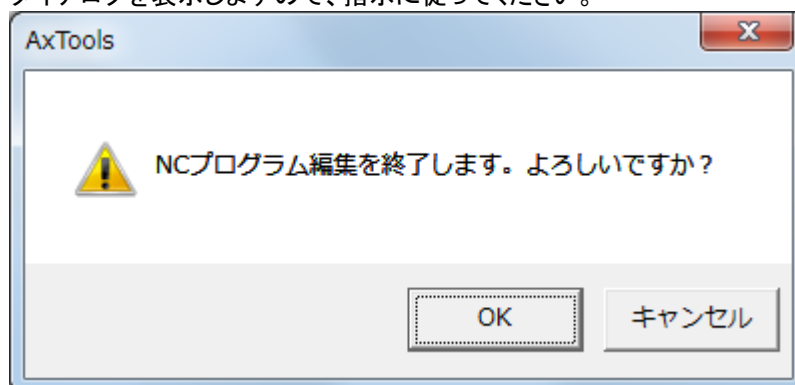 ダイアログを表示しますので、指示に従ってください。
AxTools
NCプログラム編集を終了します。よろしいですか？
OK
キャンセル